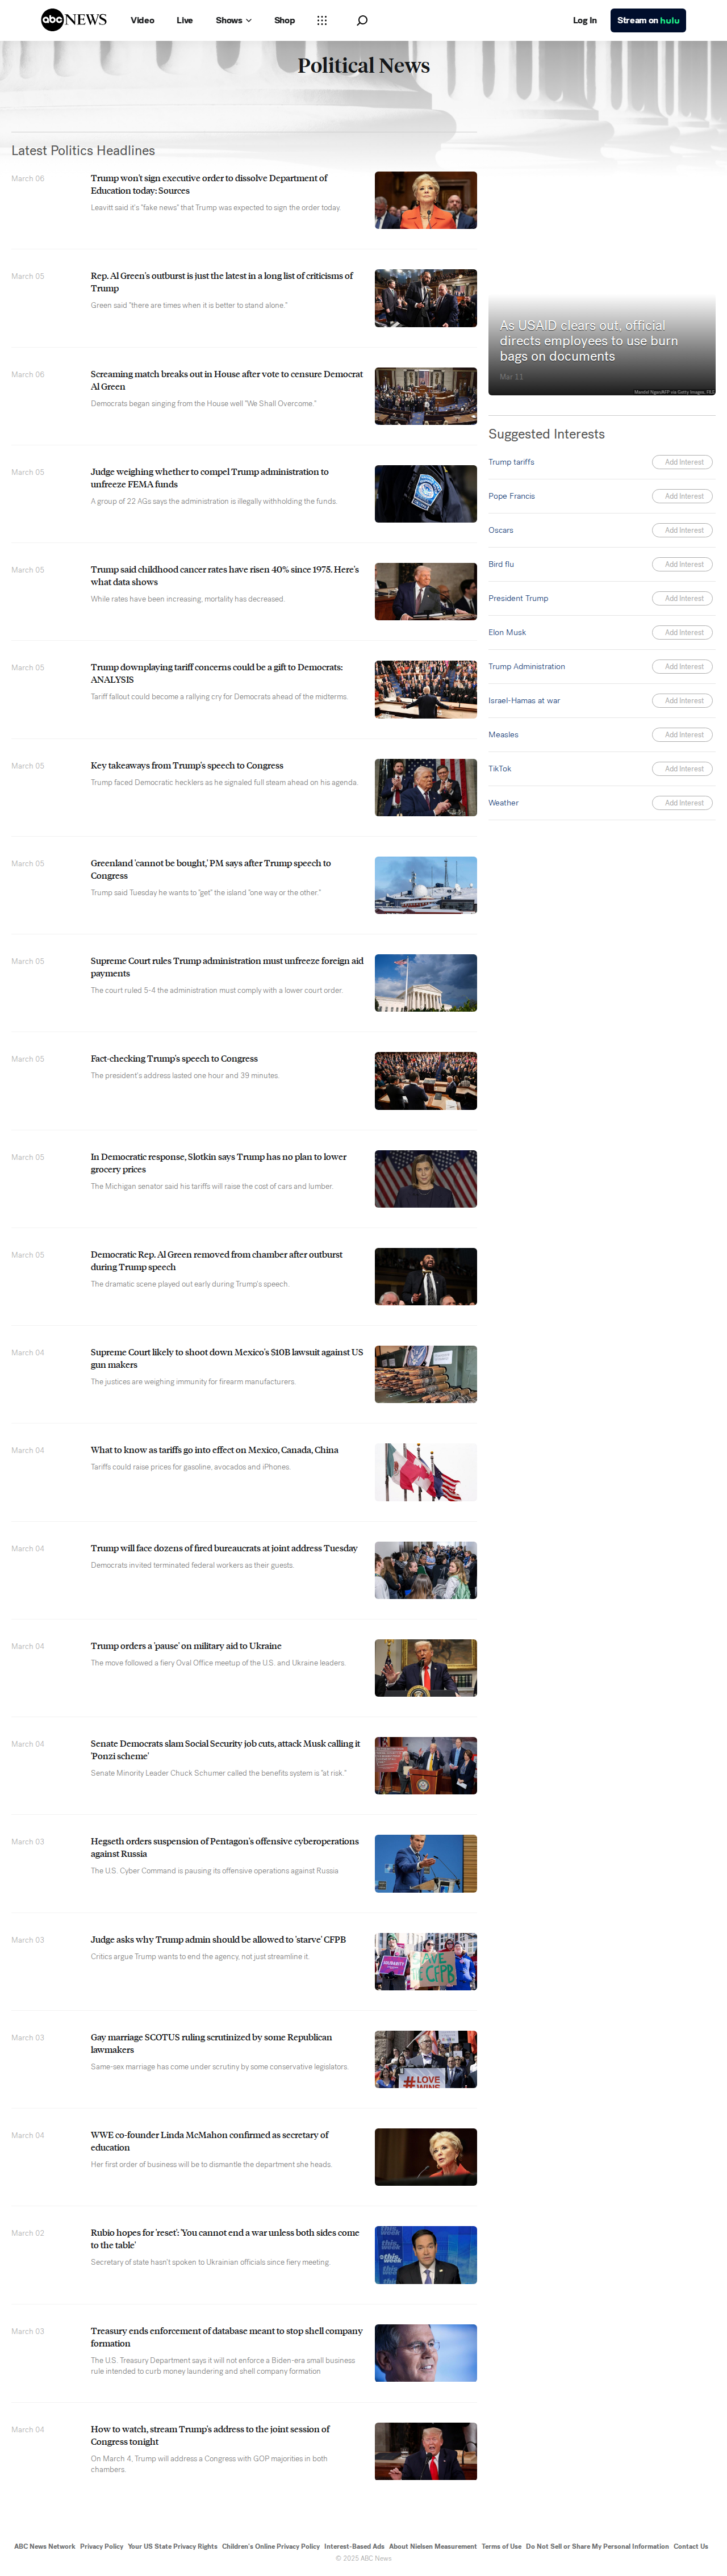 abc NEWS
Video
Live
Shows
Shop
Log In
Stream on hulu
Political News
Latest Politics Headlines
March 06
Trump won't sign executive order to dissolve Department of
Education today: Sources
Leavitt said it's "fake news" that Trump was expected to sign the order today.
March 05
Rep. Al Green's outburst is just the latest in a long list of criticisms of
Trump
Green said "there are times when it is better to stand alone."
March 06
Screaming match breaks out in House after vote to censure Democrat
Al Green
Democrats began singing from the House well "We Shall Overcome."
March 05
Judge weighing whether to compel Trump administration to
unfreeze FEMA funds
A group of 22 AGs says the administration is illegally withholding the funds.
March 05
Trump said childhood cancer rates have risen 40% since 1975. Here's
what data shows
While rates have been increasing, mortality has decreased.
March 05
Trump downplaying tariff concerns could be a gift to Democrats:
ANALYSIS
Tariff fallout could become a rallying cry for Democrats ahead of the midterms.
March 05
Key takeaways from Trump's speech to Congress
Trump faced Democratic hecklers as he signaled full steam ahead on his agenda.
March 05
Greenland 'cannot be bought,' PM says after Trump speech to
Congress
Trump said Tuesday he wants to "get" the island "one way or the other."
March 05
Supreme Court rules Trump administration must unfreeze foreign aid
payments
The court ruled 5-4 the administration must comply with a lower court order.
March 05
Fact-checking Trump's speech to Congress
The president's address lasted one hour and 39 minutes.
March 05
In Democratic response, Slotkin says Trump has no plan to lower
grocery prices
The Michigan senator said his tariffs will raise the cost of cars and lumber.
March 05
Democratic Rep. Al Green removed from chamber after outburst
during Trump speech
The dramatic scene played out early during Trump's speech.
March 04
Supreme Court likely to shoot down Mexico's $10B lawsuit against US
gun makers
The justices are weighing immunity for firearm manufacturers.
March 04
What to know as tariffs go into effect on Mexico, Canada, China
Tariffs could raise prices for gasoline, avocados and iPhones.
March 04
Trump will face dozens of fired bureaucrats at joint address Tuesday
Democrats invited terminated federal workers as their guests.
March 04
Trump orders a 'pause' on military aid to Ukraine
The move followed a fiery Oval Office meetup of the U.S. and Ukraine leaders.
March 04
Senate Democrats slam Social Security job cuts, attack Musk calling it
'Ponzi scheme'
Senate Minority Leader Chuck Schumer called the benefits system is "at risk."
March 03
Hegseth orders suspension of Pentagon's offensive cyberoperations
against Russia
The U.S. Cyber Command is pausing its offensive operations against Russia
March 03
Judge asks why Trump admin should be allowed to 'starve' CFPB
Critics argue Trump wants to end the agency, not just streamline it.
SOLIDARITY
SAVE
THE CFPB
March 03
Gay marriage SCOTUS ruling scrutinized by some Republican
lawmakers
Same-sex marriage has come under scrutiny by some conservative legislators.
#LOVE
WINS
March 04
WWE co-founder Linda McMahon confirmed as secretary of
education
Her first order of business will be to dismantle the department she heads.
March 02
Rubio hopes for 'reset': 'You cannot end a war unless both sides come
to the table'
Secretary of state hasn't spoken to Ukrainian officials since fiery meeting.
this week
March 03
Treasury ends enforcement of database meant to stop shell company
formation
The U.S. Treasury Department says it will not enforce a Biden-era small business
rule intended to curb money laundering and shell company formation
March 04
How to watch, stream Trump's address to the joint session of
Congress tonight
On March 4, Trump will address a Congress with GOP majorities in both
chambers.
As USAID clears out, official
directs employees to use burn
bags on documents
Mar 11
Mandel Ngan/AFP via Getty Images, FILE
Suggested Interests
Trump tariffs
Add Interest
Pope Francis
Add Interest
Oscars
Add Interest
Bird flu
Add Interest
President Trump
Add Interest
Elon Musk
Add Interest
Trump Administration
Add Interest
Israel-Hamas at war
Add Interest
Measles
Add Interest
TikTok
Add Interest
Weather
Add Interest
ABC News Network Privacy Policy Your US State Privacy Rights Children's Online Privacy Policy Interest-Based Ads About Nielsen Measurement Terms of Use Do Not Sell or Share My Personal Information Contact Us
© 2025 ABC News